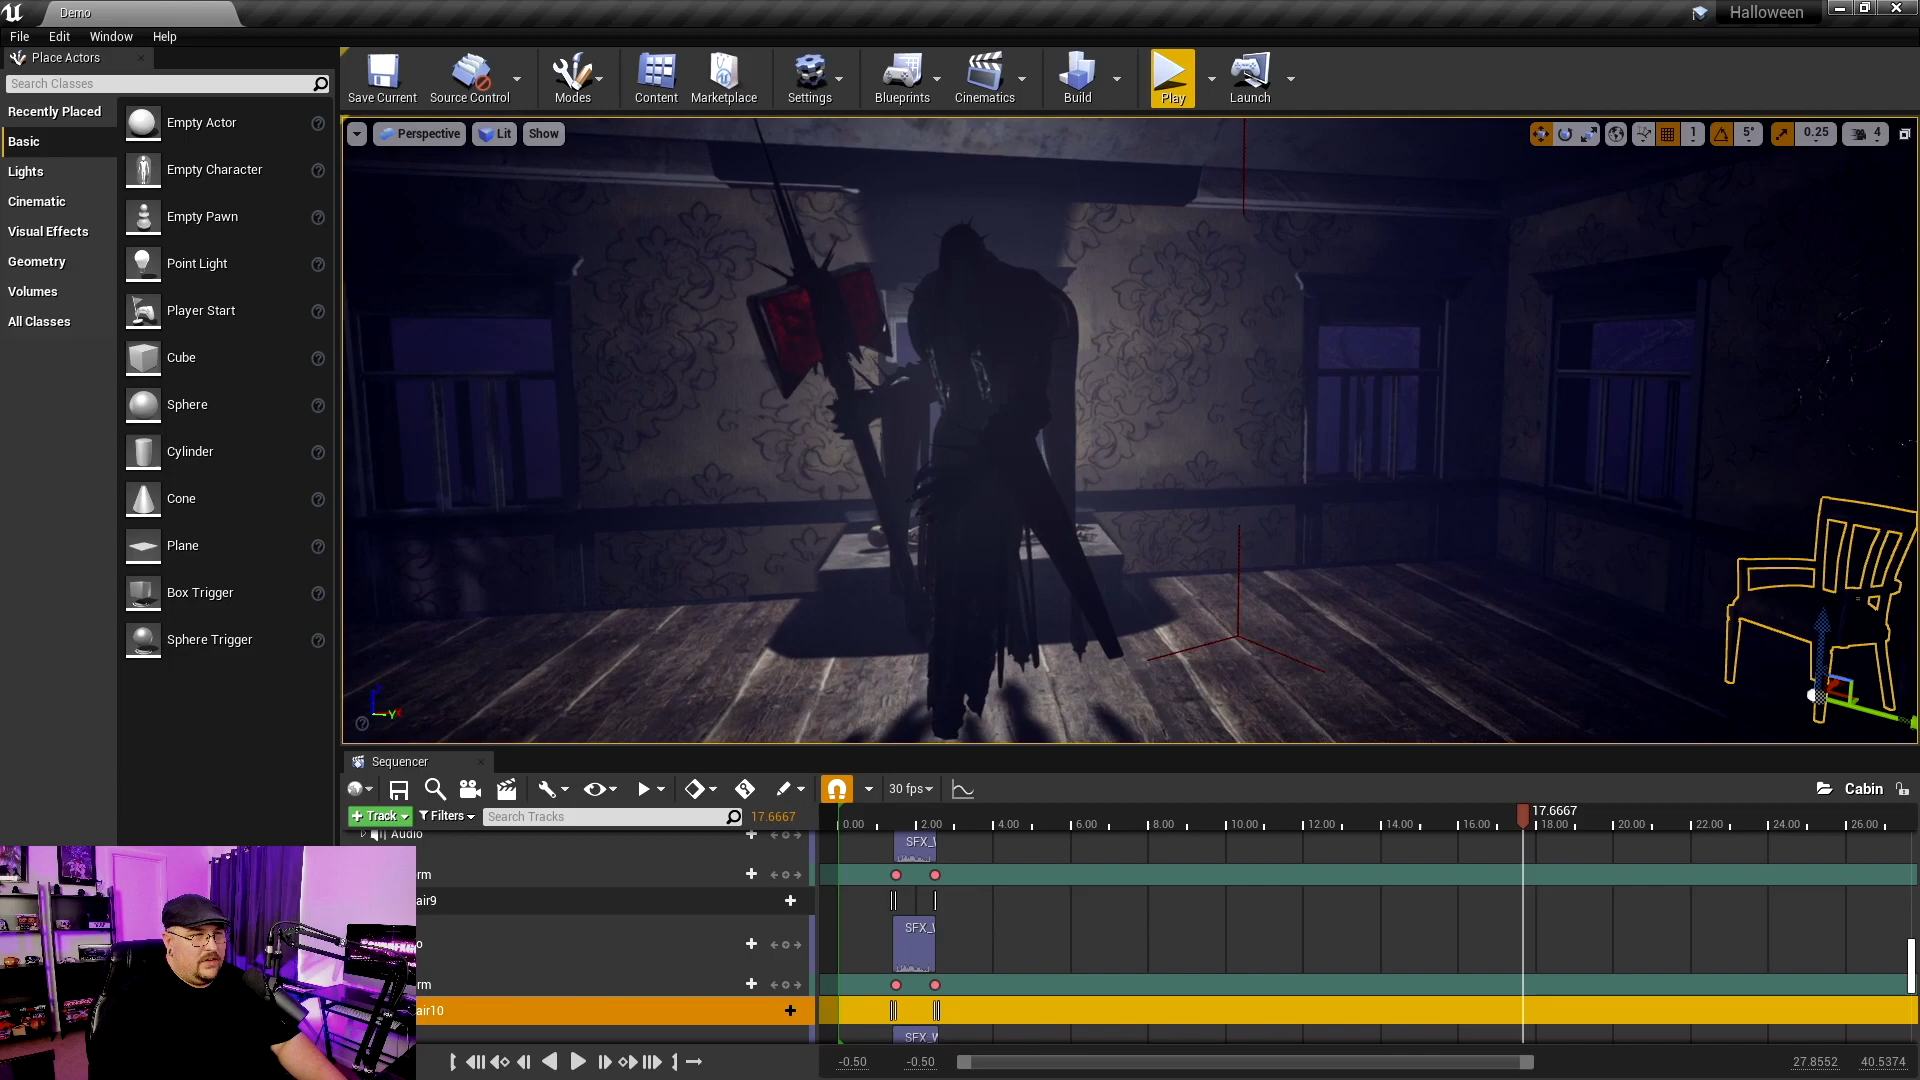 Demo
Halloween
File Edit Window Help
Place Actors
Search Classes
Recently Placed
Basic
Lights
Cinematic
Visual Effects
Geometry
Volumes
All Classes
Empty Actor
Empty Character
Empty Pawn
Point Light
Player Start
Cube
Sphere
Cylinder
Cone
Plane
Box Trigger
Sphere Trigger
Save Current Source Control Modes Content Marketplace Settings Blueprints Cinematics Build Play Launch
Perspective Lit Show
1 5° 0.25 4
Sequencer
30 fps
Cabin
Track Filters Search Tracks 17.6667
17.6667
0.00 2.00 4.00 6.00 8.00 10.00 12.00 14.00 16.00 18.00 20.00 22.00 24.00 26.00
Audio
SFX_
rm
air9
SFX_
o
rm
air10
SFX_W
-0.50 -0.50 27.8552 40.5374